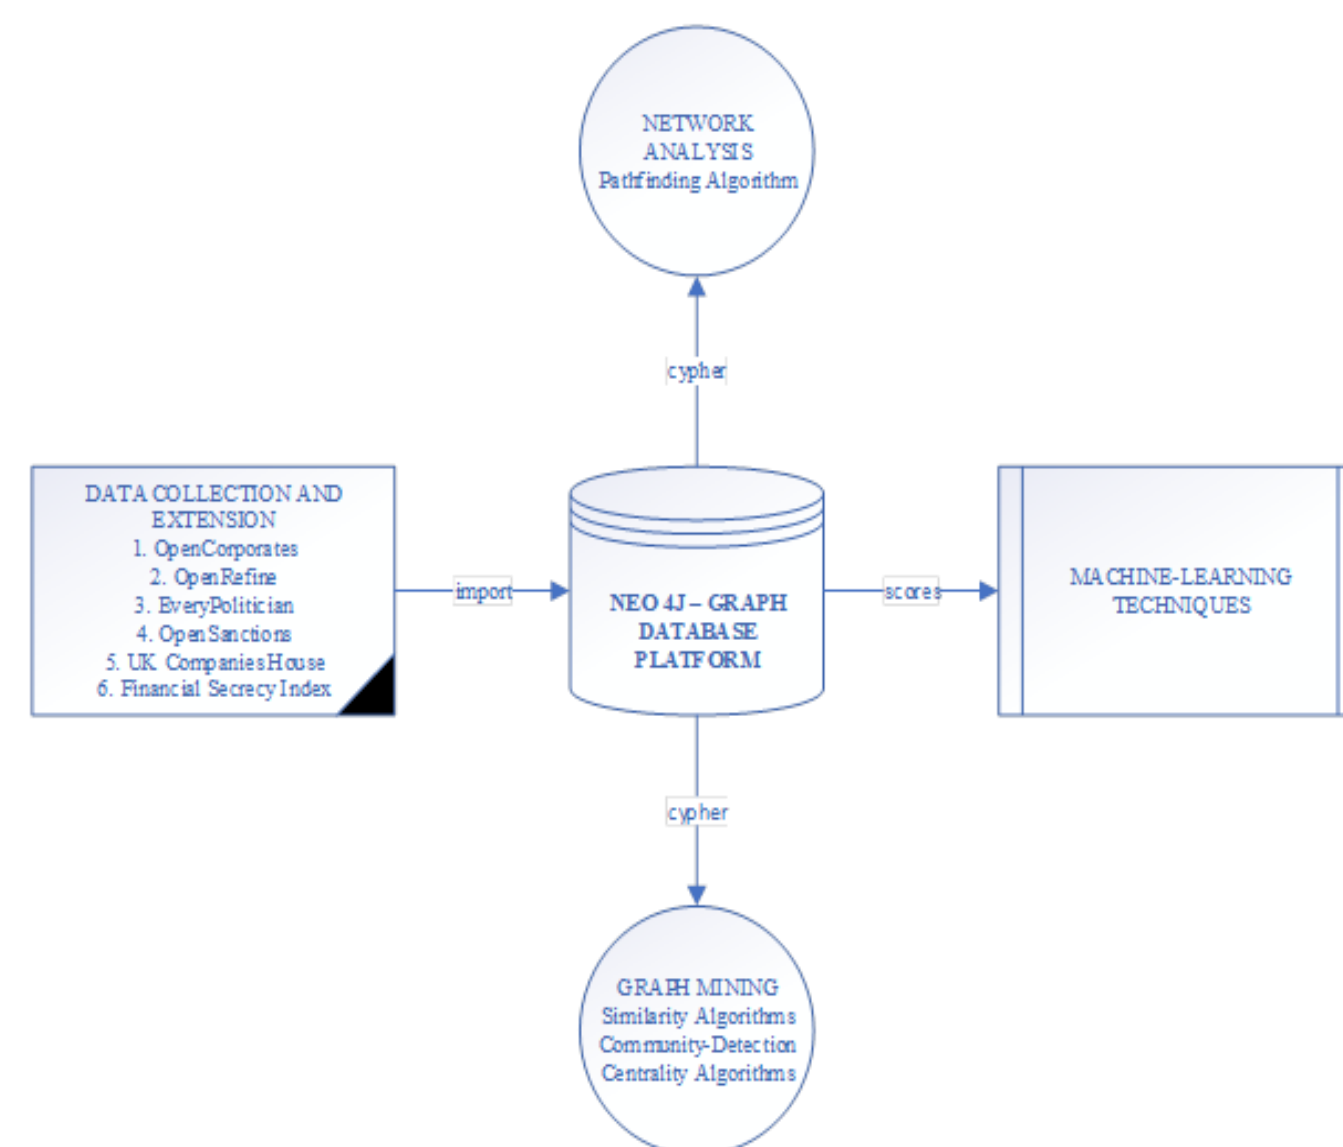 NETWORK
ANALYSIS
Pathfinding Algorithm
cypher
DATA COLLECTION AND
EXTENSION
1. OpenCorporates
2. OpenRefine
3. EveryPolitician
4. OpenSanctions
5. UK Companies House
6. Financial Secrecy Index
import
NEO 4J – GRAPH
DATABASE
PLATFORM
scores
MACHINE-LEARNING
TECHNIQUES
cypher
GRAPH MINING
Similarity Algorithms
Community-Detection
Centrality Algorithms